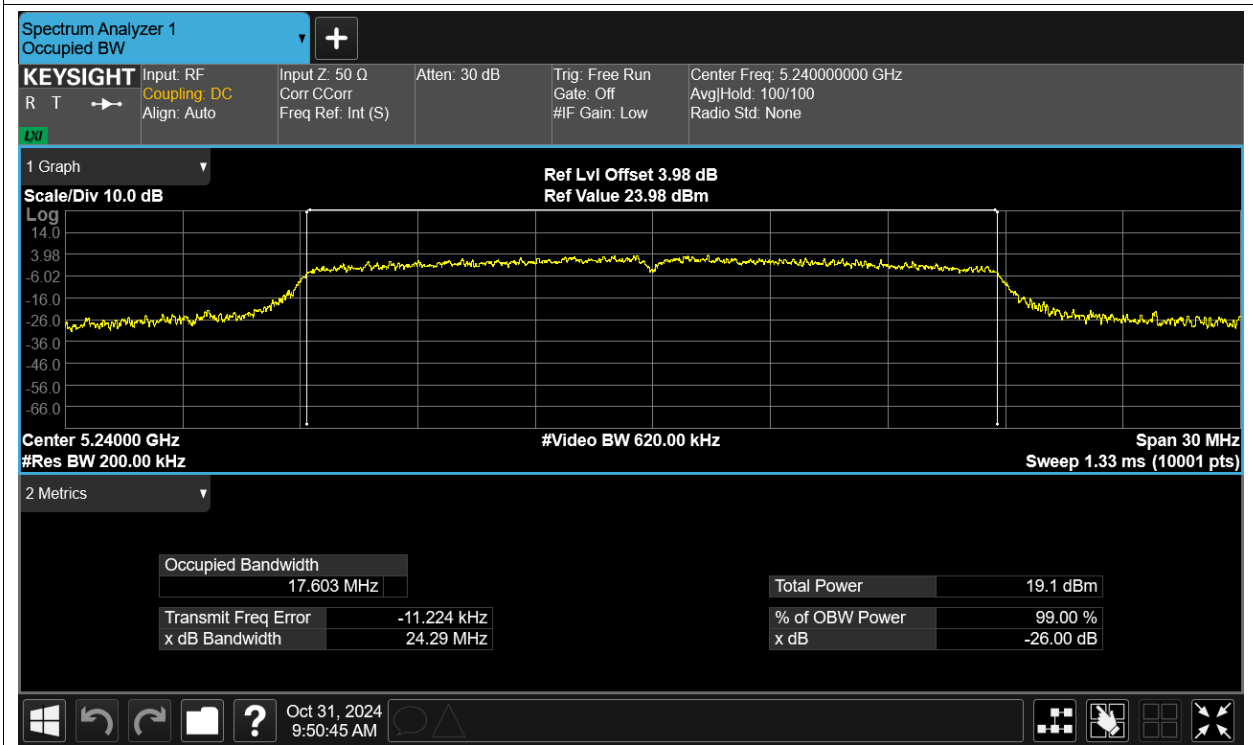 Spectrum Analyzer 1
Occupied BW
KEYSIGHT
R T
LXI
Input: RF
Coupling: DC
Align: Auto
Input Z: 50 Ω
Corr CCorr
Freq Ref: Int (S)
Atten: 30 dB
Trig: Free Run
Gate: Off
#IF Gain: Low
Center Freq: 5.240000000 GHz
Avg|Hold: 100/100
Radio Std: None
1 Graph
Scale/Div 10.0 dB
Ref Lvl Offset 3.98 dB
Ref Value 23.98 dBm
Log
14.0
3.98
-6.02
-16.0
-26.0
-36.0
-46.0
-56.0
-66.0
Center 5.24000 GHz
#Video BW 620.00 kHz
Span 30 MHz
#Res BW 200.00 kHz
Sweep 1.33 ms (10001 pts)
2 Metrics
Occupied Bandwidth
17.603 MHz
Total Power 19.1 dBm
Transmit Freq Error -11.224 kHz
% of OBW Power 99.00 %
x dB Bandwidth 24.29 MHz
x dB -26.00 dB
?
Oct 31, 2024
9:50:45 AM